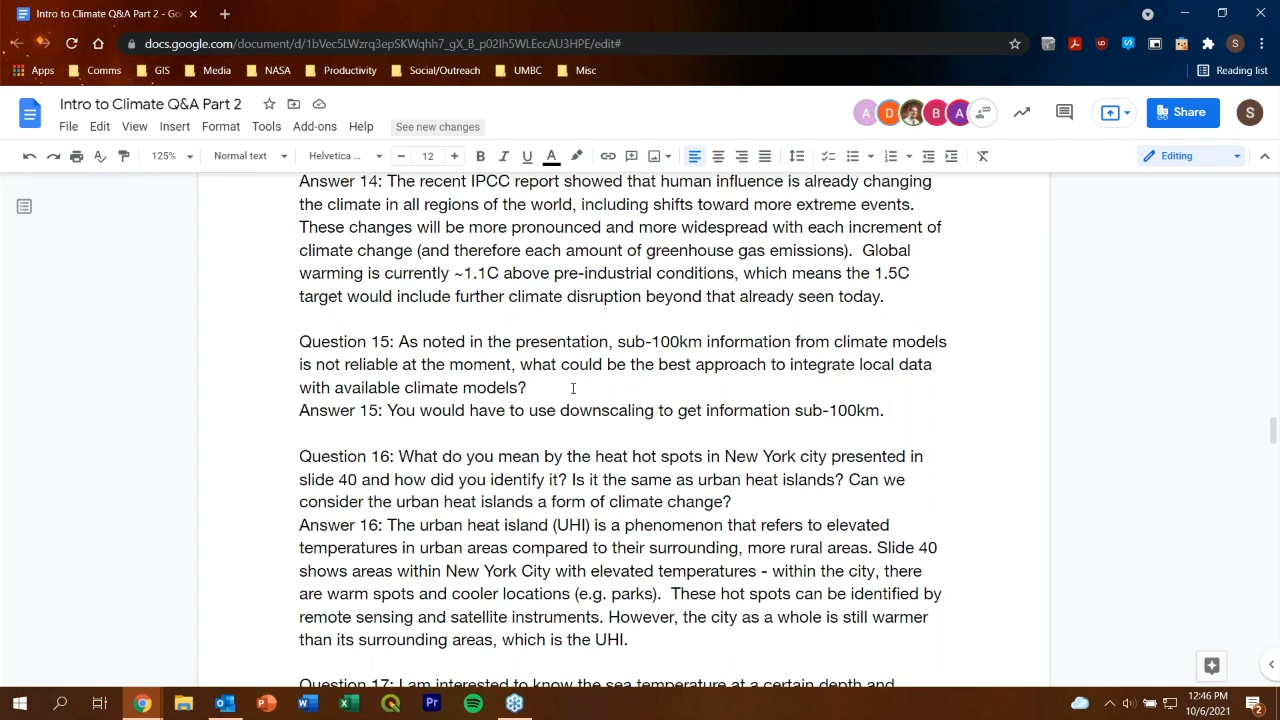 Intro to Climate Q&A Part 2 - Go
docs.google.com/document/d/1bVec5LWzrq3epSKWqhh7_gX_B_p02Ih5WLEccAU3HPE/edit#
S
Apps Comms GIS Media NASA Productivity Social/Outreach UMBC Misc Reading list
Intro to Climate Q&A Part 2
A D B A Share S
File Edit View Insert Format Tools Add-ons Help See new changes
125% Normal text Helvetica ... 12 B I U A Editing
Answer 14: The recent IPCC report showed that human influence is already changing
the climate in all regions of the world, including shifts toward more extreme events.
These changes will be more pronounced and more widespread with each increment of
climate change (and therefore each amount of greenhouse gas emissions). Global
warming is currently ~1.1C above pre-industrial conditions, which means the 1.5C
target would include further climate disruption beyond that already seen today.
Question 15: As noted in the presentation, sub-100km information from climate models
is not reliable at the moment, what could be the best approach to integrate local data
with available climate models?
Answer 15: You would have to use downscaling to get information sub-100km.
Question 16: What do you mean by the heat hot spots in New York city presented in
slide 40 and how did you identify it? Is it the same as urban heat islands? Can we
consider the urban heat islands a form of climate change?
Answer 16: The urban heat island (UHI) is a phenomenon that refers to elevated
temperatures in urban areas compared to their surrounding, more rural areas. Slide 40
shows areas within New York City with elevated temperatures - within the city, there
are warm spots and cooler locations (e.g. parks). These hot spots can be identified by
remote sensing and satellite instruments. However, the city as a whole is still warmer
than its surrounding areas, which is the UHI.
Question 17: I am interested to know the sea temperature at a certain depth and
12:46 PM
10/6/2021
2